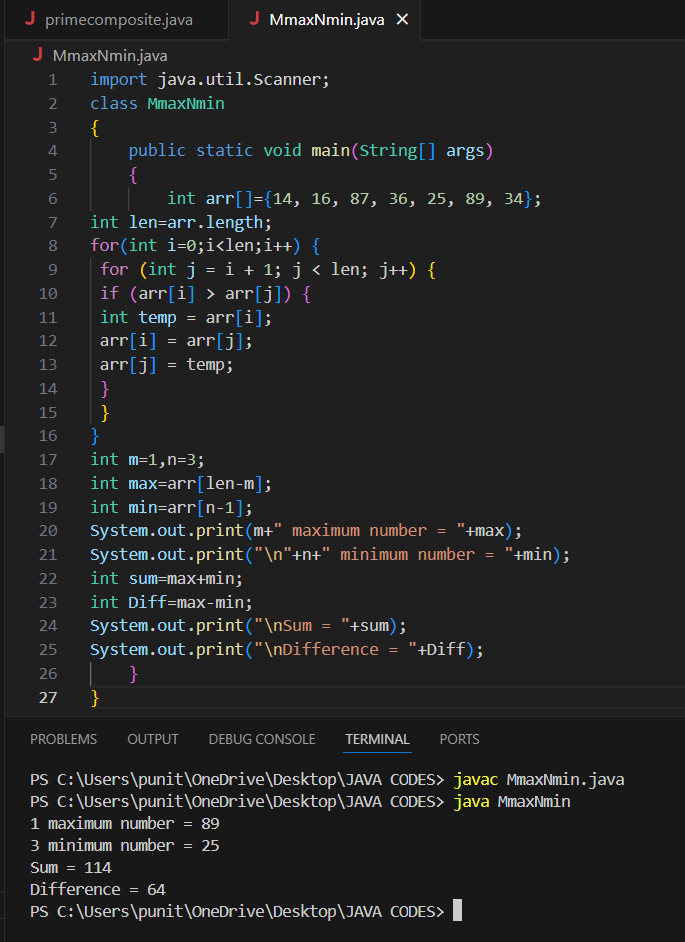 J primecomposite.java J MmaxNmin.java ×
J MmaxNmin.java
1 import java.util.Scanner;
2 class MmaxNmin
3 {
4 public static void main(String[] args)
5 {
6 int arr[]={14, 16, 87, 36, 25, 89, 34};
7 int len=arr.length;
8 for(int i=0;i<len;i++) {
9 for (int j = i + 1; j < len; j++) {
10 if (arr[i] > arr[j]) {
11 int temp = arr[i];
12 arr[i] = arr[j];
13 arr[j] = temp;
14 }
15 }
16 }
17 int m=1,n=3;
18 int max=arr[len-m];
19 int min=arr[n-1];
20 System.out.print(m+" maximum number = "+max);
21 System.out.print("\n"+n+" minimum number = "+min);
22 int sum=max+min;
23 int Diff=max-min;
24 System.out.print("\nSum = "+sum);
25 System.out.print("\nDifference = "+Diff);
26 }
27 }
PROBLEMS OUTPUT DEBUG CONSOLE TERMINAL PORTS
PS C:\Users\punit\OneDrive\Desktop\JAVA CODES> javac MmaxNmin.java
PS C:\Users\punit\OneDrive\Desktop\JAVA CODES> java MmaxNmin
1 maximum number = 89
3 minimum number = 25
Sum = 114
Difference = 64
PS C:\Users\punit\OneDrive\Desktop\JAVA CODES>